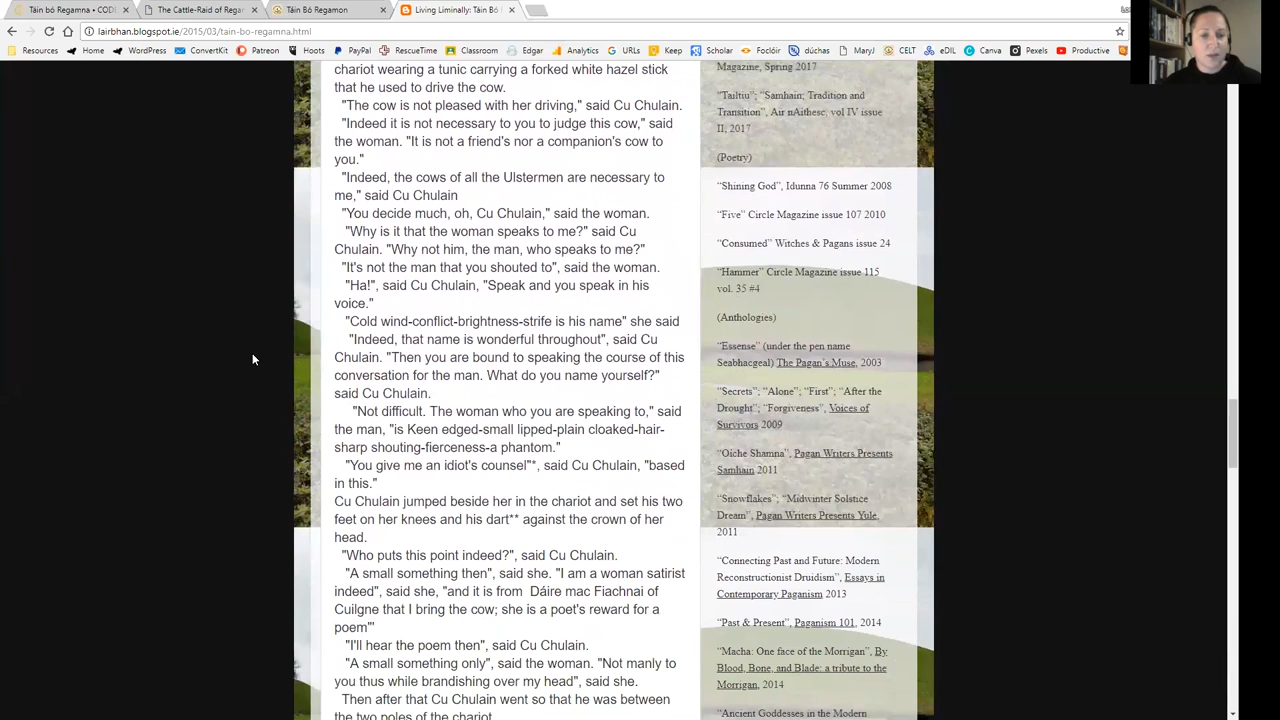 Táin bó Regamna • CODE
The Cattle-Raid of Regar
Táin Bó Regamon
Living Liminally: Táin Bó F
lairbhan.blogspot.ie/2015/03/tain-bo-regamna.html
Resources Home WordPress ConvertKit Patreon Hoots PayPal RescueTime Classroom Edgar Analytics URLs Keep Scholar Foclóir dúchas MaryJ CELT eDIL Canva Pexels Productive
chariot wearing a tunic carrying a forked white hazel stick
that he used to drive the cow.
"The cow is not pleased with her driving," said Cu Chulain.
"Indeed it is not necessary to you to judge this cow," said
the woman. "It is not a friend's nor a companion's cow to
you."
"Indeed, the cows of all the Ulstermen are necessary to
me," said Cu Chulain
"You decide much, oh, Cu Chulain," said the woman.
"Why is it that the woman speaks to me?" said Cu
Chulain. "Why not him, the man, who speaks to me?"
"It's not the man that you shouted to", said the woman.
"Ha!", said Cu Chulain, "Speak and you speak in his
voice."
"Cold wind-conflict-brightness-strife is his name" she said
"Indeed, that name is wonderful throughout", said Cu
Chulain. "Then you are bound to speaking the course of this
conversation for the man. What do you name yourself?"
said Cu Chulain.
"Not difficult. The woman who you are speaking to," said
the man, "is Keen edged-small lipped-plain cloaked-hair-
sharp shouting-fierceness-a phantom."
"You give me an idiot's counsel"*, said Cu Chulain, "based
in this."
Cu Chulain jumped beside her in the chariot and set his two
feet on her knees and his dart** against the crown of her
head.
"Who puts this point indeed?", said Cu Chulain.
"A small something then", said she. "I am a woman satirist
indeed", said she, "and it is from Dáire mac Fiachnai of
Cuilgne that I bring the cow; she is a poet's reward for a
poem'"
"I'll hear the poem then", said Cu Chulain.
"A small something only", said the woman. "Not manly to
you thus while brandishing over my head", said she.
Then after that Cu Chulain went so that he was between
the two poles of the chariot.
Magazine, Spring 2017
"Tailtiu"; "Samhain; Tradition and
Transition", Air nAithesc, vol IV issue
II, 2017
(Poetry)
"Shining God", Idunna 76 Summer 2008
"Five" Circle Magazine issue 107 2010
"Consumed" Witches & Pagans issue 24
"Hammer" Circle Magazine issue 115
vol. 35 #4
(Anthologies)
"Essense" (under the pen name
Seabhacgeal) The Pagan's Muse, 2003
"Secrets"; "Alone"; "First"; "After the
Drought"; "Forgiveness", Voices of
Survivors 2009
"Oiche Shamna", Pagan Writers Presents
Samhain 2011
"Snowflakes"; "Midwinter Solstice
Dream", Pagan Writers Presents Yule,
2011
"Connecting Past and Future: Modern
Reconstructionist Druidism", Essays in
Contemporary Paganism 2013
"Past & Present", Paganism 101, 2014
"Macha: One face of the Morrigan", By
Blood, Bone, and Blade: a tribute to the
Morrigan, 2014
"Ancient Goddesses in the Modern